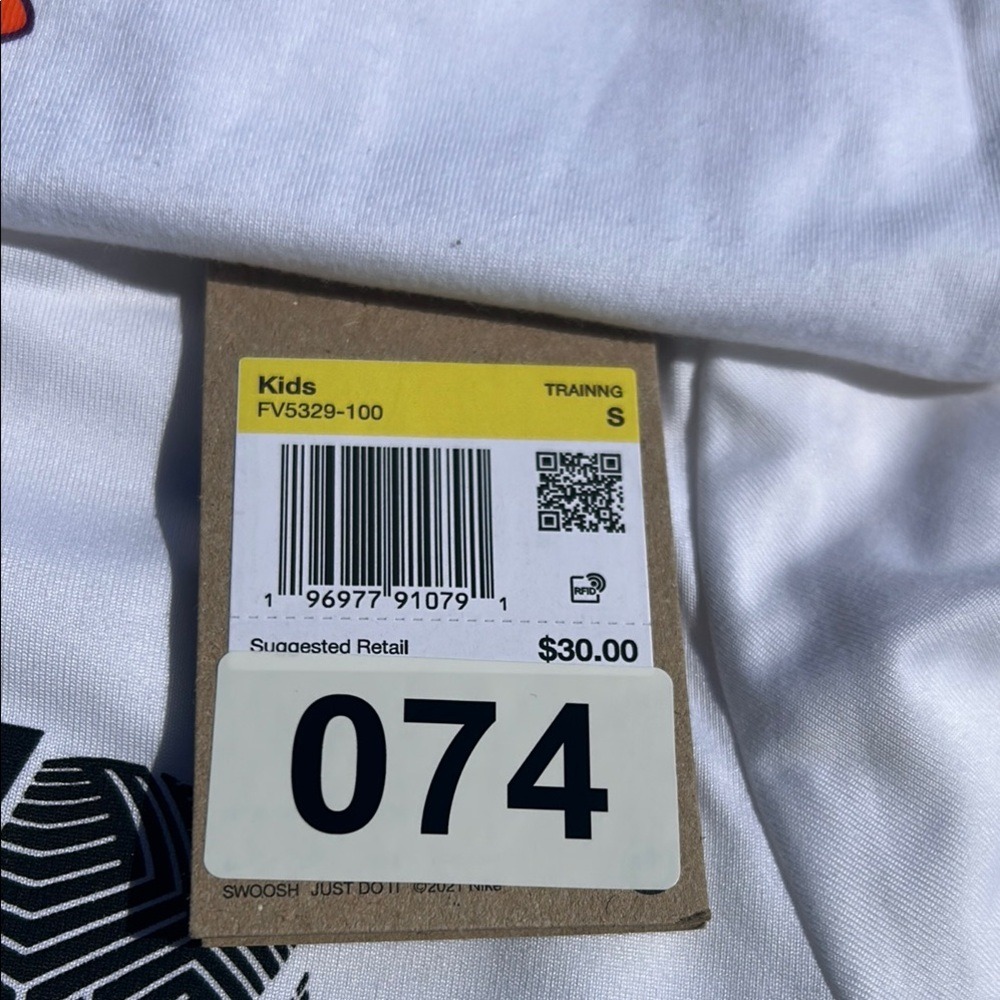 Kids
TRAINNG
FV5329-100
S
1 96977 91079 1
RFID
Suggested Retail
$30.00
074
SWOOSH JUST DO IT ©2021 Nike